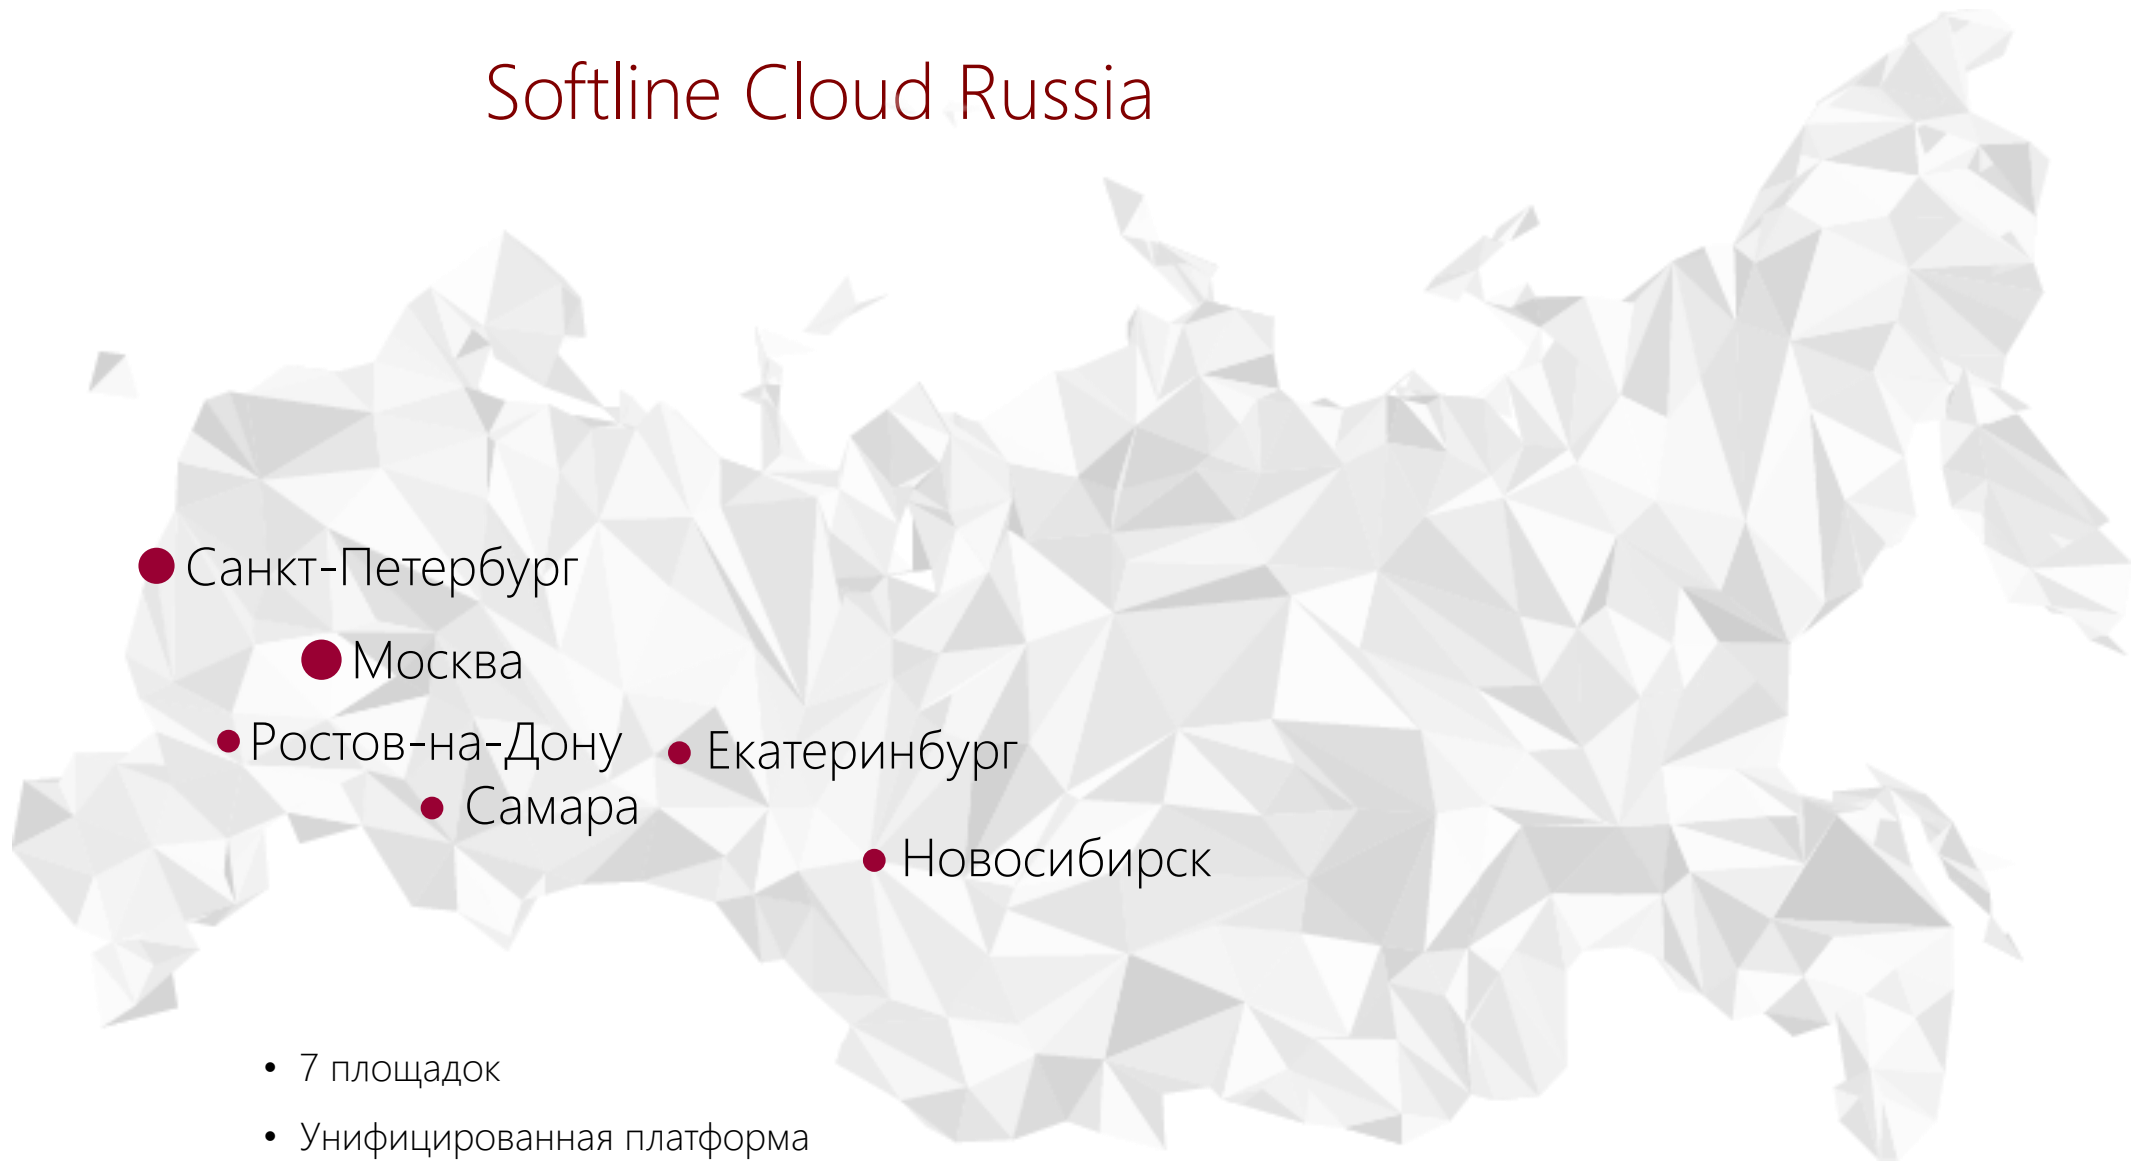 Softline Cloud Russia
Санкт-Петербург
Москва
Ростов-на-Дону
Екатеринбург
Самара
Новосибирск
• 7 площадок
• Унифицированная платформа